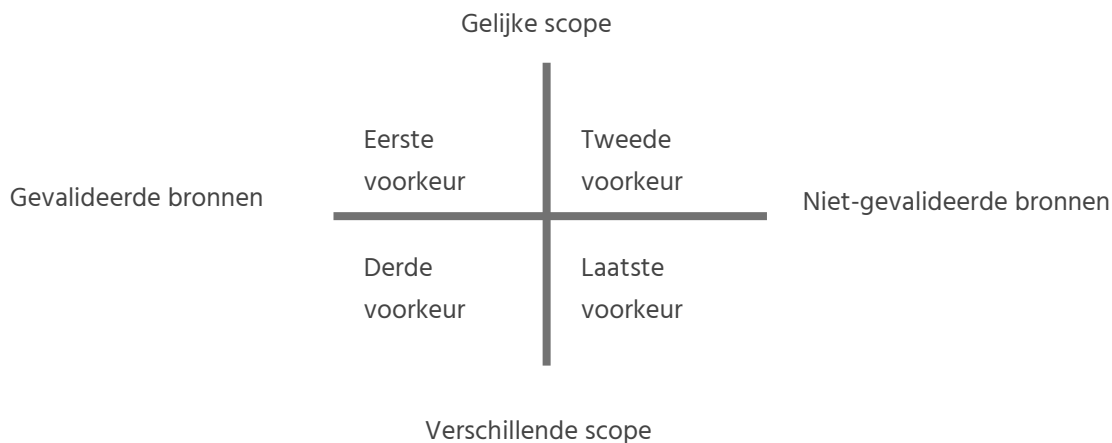 Gelijke scope
Eerste
voorkeur
Tweede
voorkeur
Gevalideerde bronnen
Niet-gevalideerde bronnen
Derde
voorkeur
Laatste
voorkeur
Verschillende scope